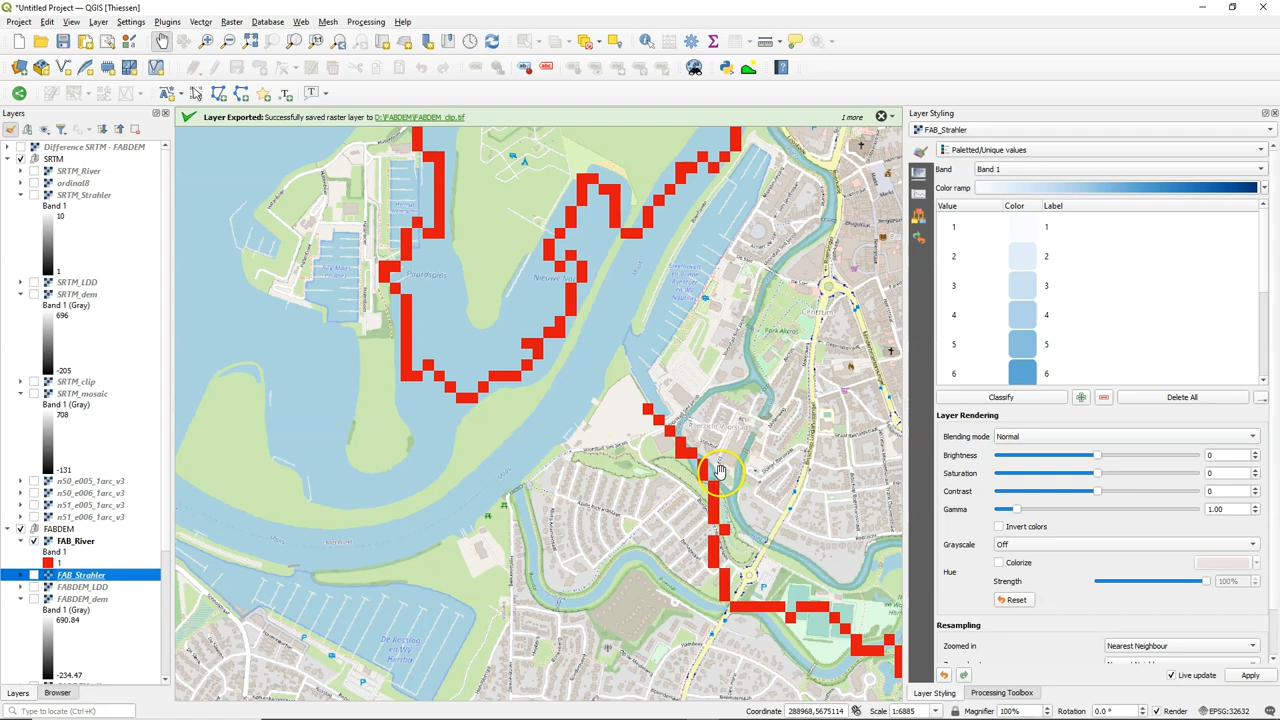 *Untitled Project — QGIS [Thiessen]
Project Edit View Layer Settings Plugins Vector Raster Database Web Mesh Processing Help
Layers
Layer Exported: Successfully saved raster layer to D:\FABDEM\FABDEM_clip.tif
1 more
Difference SRTM - FABDEM
SRTM
SRTM_River
ordinal8
SRTM_Strahler
Band 1
10
1
SRTM_LDD
SRTM_dem
Band 1 (Gray)
696
-205
SRTM_clip
SRTM_mosaic
Band 1 (Gray)
708
-131
n50_e005_1arc_v3
n50_e006_1arc_v3
n51_e005_1arc_v3
n51_e006_1arc_v3
FABDEM
FAB_River
Band 1
1
FAB_Strahler
FABDEM_LDD
FABDEM_dem
Band 1 (Gray)
690.84
-234.47
Layers Browser
Centrum
Park Akeros
Layer Styling
FAB_Strahler
Paletted/Unique values
Band Band 1
Color ramp
Value Color Label
1 1
2 2
3 3
4 4
5 5
6 6
Classify Delete All ...
Layer Rendering
Blending mode Normal
Brightness 0
Saturation 0
Contrast 0
Gamma 1.00
Invert colors
Grayscale Off
Colorize
Hue
Strength 100%
Reset
Resampling
Zoomed in Nearest Neighbour
Live update Apply
Layer Styling Processing Toolbox
Type to locate (Ctrl+K)
Coordinate 288968,5675114 Scale 1:6885 Magnifier 100% Rotation 0.0 ° Render EPSG:32632